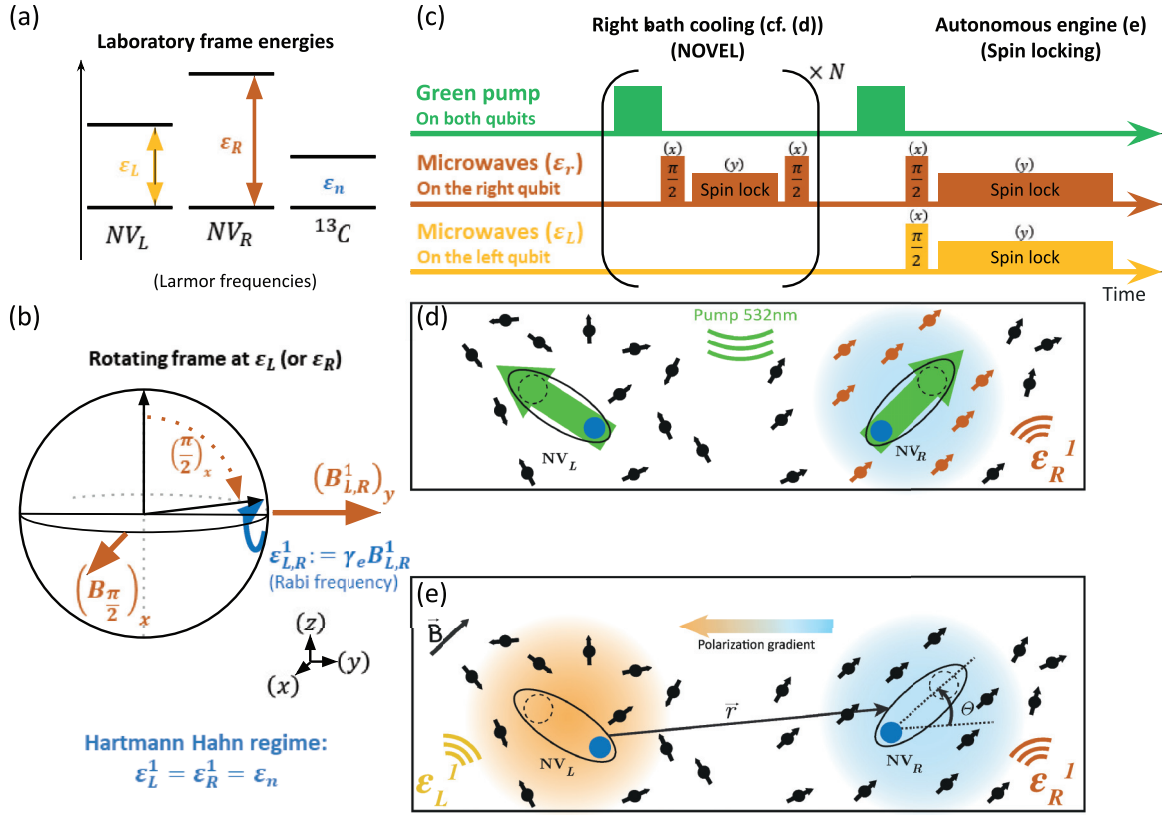 (a)
Laboratory frame energies
ε_L
ε_R
ε_n
NV_L
NV_R
¹³C
(Larmor frequencies)
(b)
Rotating frame at ε_L (or ε_R)
(π/2)_x
(B¹_{L,R})_y
ε¹_{L,R} := γ_e B¹_{L,R}
(Rabi frequency)
(B_{π/2})_x
(z)
(y)
(x)
Hartmann Hahn regime:
ε¹_L = ε¹_R = ε_n
(c)
Right bath cooling (cf. (d))
(NOVEL)
Autonomous engine (e)
(Spin locking)
× N
Green pump
On both qubits
Microwaves (ε_r)
On the right qubit
(x)
π/2
(y)
Spin lock
(x)
π/2
(x)
π/2
(y)
Spin lock
Microwaves (ε_L)
On the left qubit
(x)
π/2
(y)
Spin lock
Time
(d)
Pump 532nm
NV_L
NV_R
ε_R¹
(e)
B⃗
Polarization gradient
r⃗
Θ
NV_L
NV_R
ε_L¹
ε_R¹